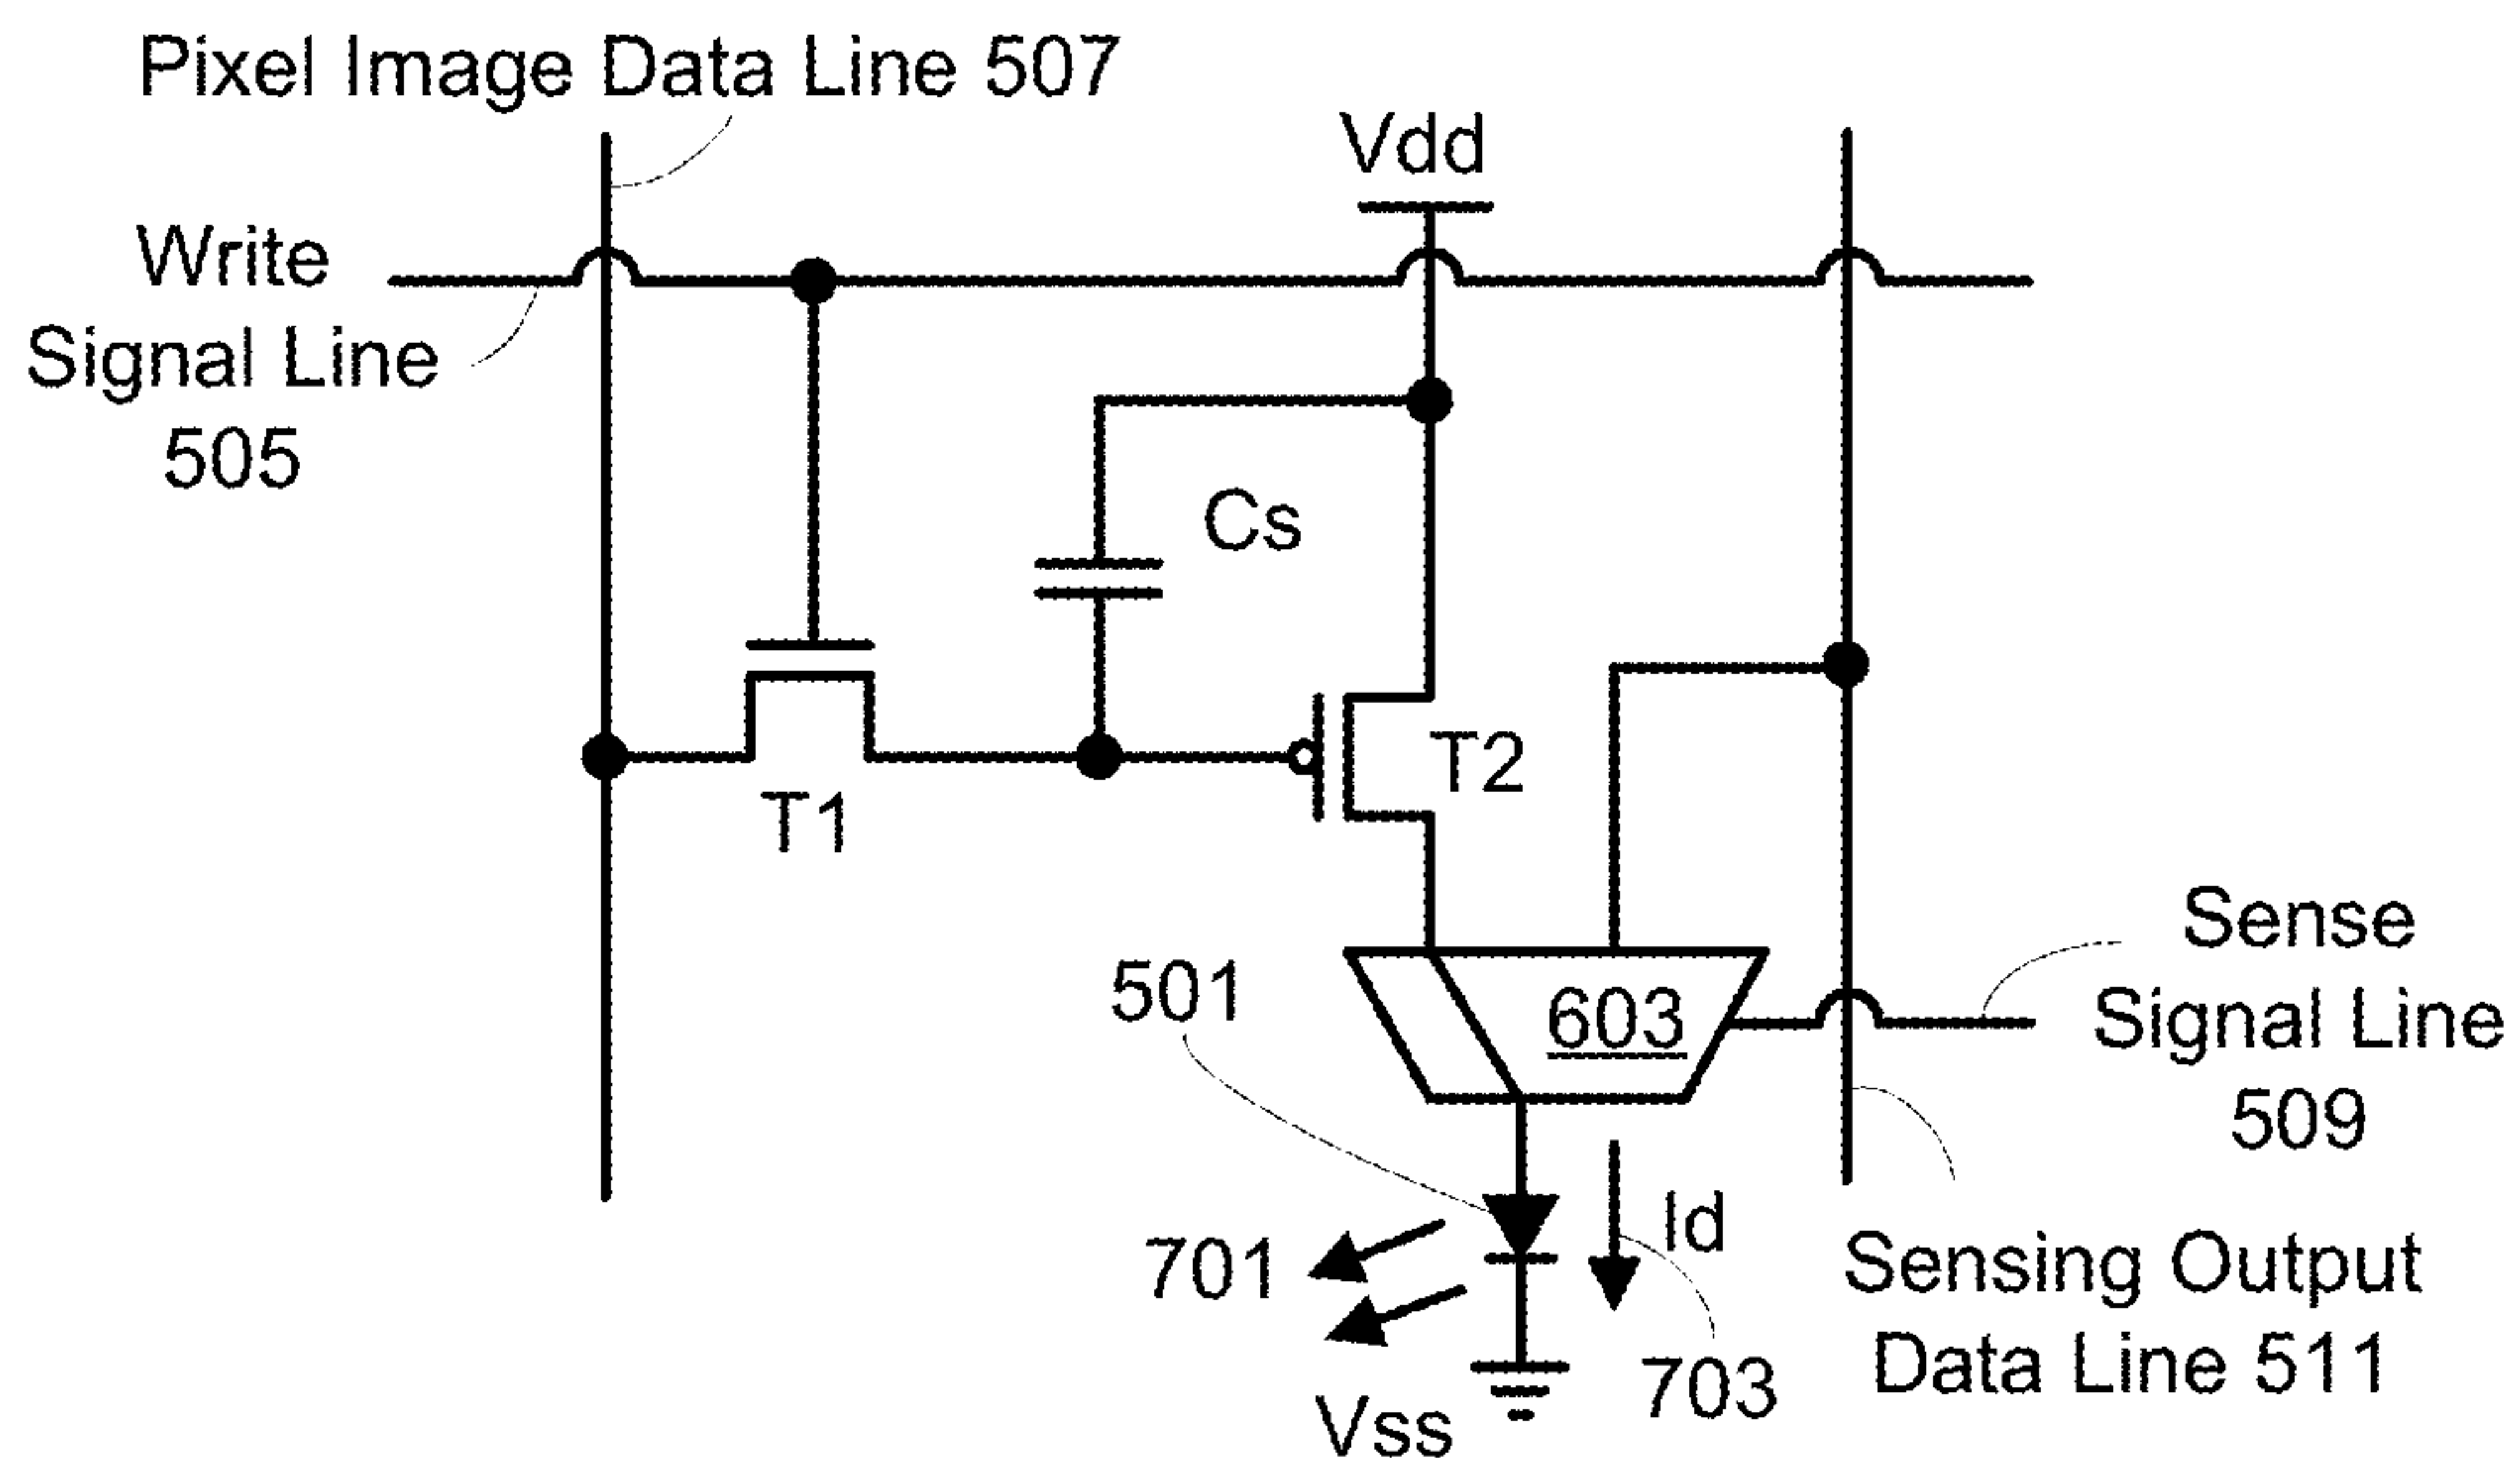 Pixel Image Data Line 507
Vdd
Write
Signal Line
505
Cs
T2
T1
Sense
Signal Line
509
501
603
701
Id
Sensing Output
Data Line 511
703
Vss